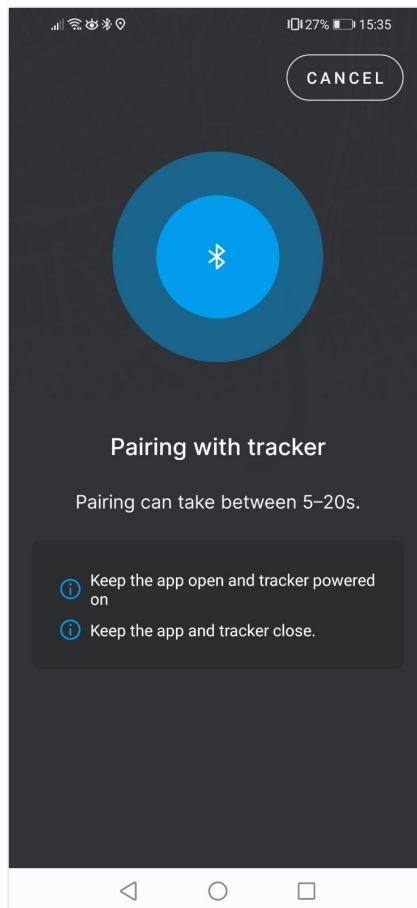 27% 15:35
CANCEL
Pairing with tracker
Pairing can take between 5–20s.
Keep the app open and tracker powered
on
Keep the app and tracker close.